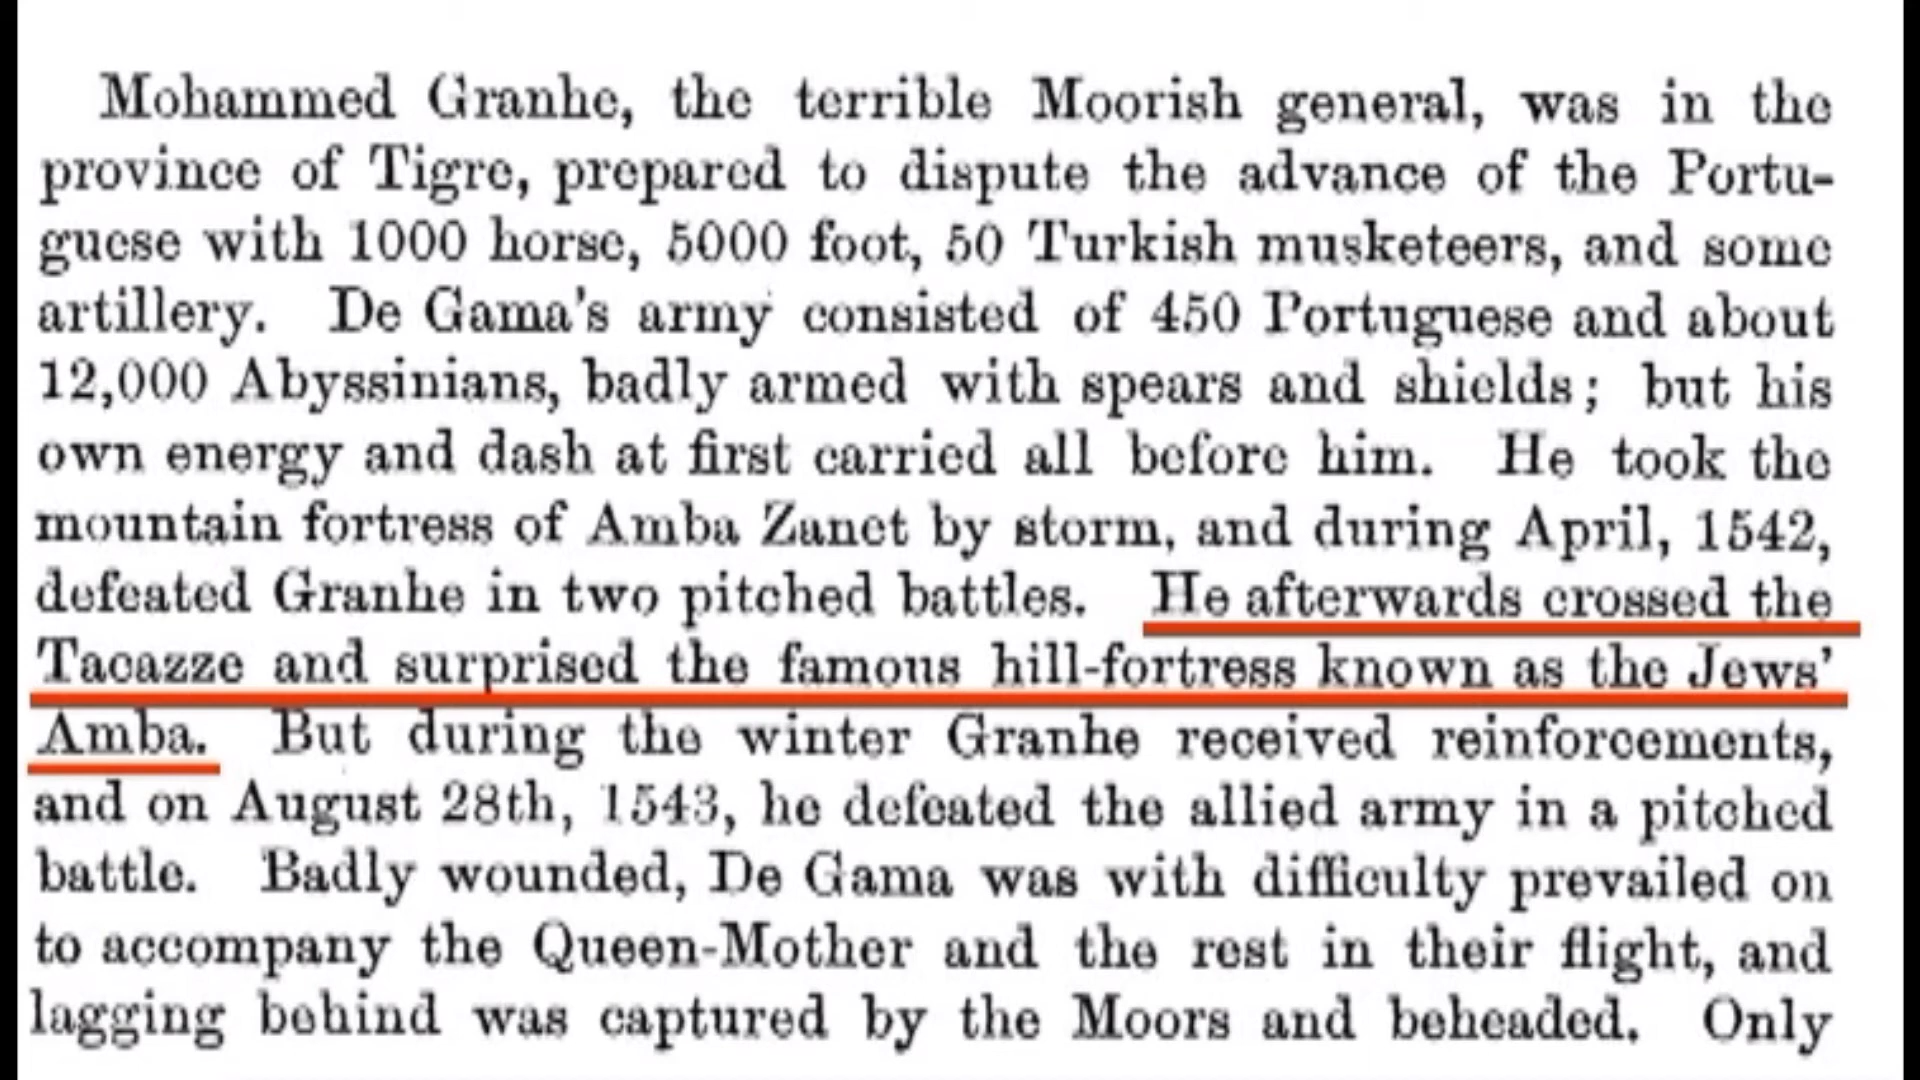 Mohammed Granhe, the terrible Moorish general, was in the
province of Tigre, prepared to dispute the advance of the Portu-
guese with 1000 horse, 5000 foot, 50 Turkish musketeers, and some
artillery. De Gama's army consisted of 450 Portuguese and about
12,000 Abyssinians, badly armed with spears and shields; but his
own energy and dash at first carried all before him. He took the
mountain fortress of Amba Zanet by storm, and during April, 1542,
defeated Granhe in two pitched battles. He afterwards crossed the
Tacazze and surprised the famous hill-fortress known as the Jews'
Amba. But during the winter Granhe received reinforcements,
and on August 28th, 1543, he defeated the allied army in a pitched
battle. Badly wounded, De Gama was with difficulty prevailed on
to accompany the Queen-Mother and the rest in their flight, and
lagging behind was captured by the Moors and beheaded. Only